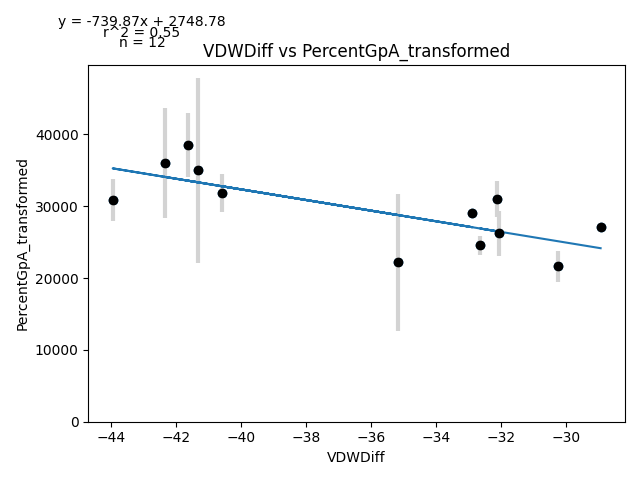 y = -739.87x + 2748.78
r^2 = 0.55
n = 12
VDWDiff vs PercentGpA_transformed
PercentGpA_transformed
40000
30000
20000
10000
0
−44 −42 −40 −38 −36 −34 −32 −30
VDWDiff